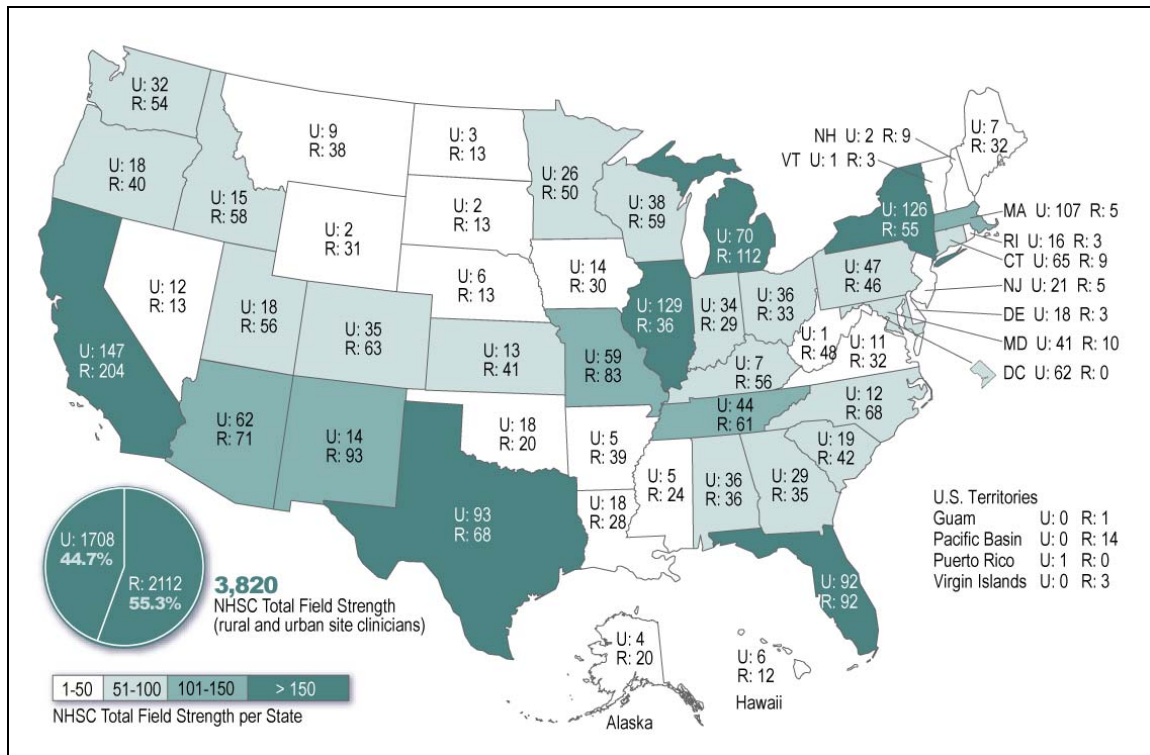 U: 32
R: 54
U: 18
R: 40
U: 15
R: 58
U: 9
R: 38
U: 2
R: 31
U: 3
R: 13
U: 2
R: 13
U: 6
R: 13
U: 26
R: 50
U: 38
R: 59
U: 14
R: 30
U: 70
R: 112
U: 126
R: 55
NH U: 2 R: 9
VT U: 1 R: 3
U: 7
R: 32
MA U: 107 R: 5
RI U: 16 R: 3
CT U: 65 R: 9
NJ U: 21 R: 5
DE U: 18 R: 3
MD U: 41 R: 10
DC U: 62 R: 0
U: 147
R: 204
U: 12
R: 13
U: 18
R: 56
U: 35
R: 63
U: 13
R: 41
U: 59
R: 83
U: 129
R: 36
U: 34
R: 29
U: 36
R: 33
U: 47
R: 46
U: 1
R: 48
U: 11
R: 32
U: 7
R: 56
U: 12
R: 68
U: 44
R: 61
U: 19
R: 42
U: 62
R: 71
U: 14
R: 93
U: 18
R: 20
U: 5
R: 39
U: 93
R: 68
U: 18
R: 28
U: 5
R: 24
U: 36
R: 36
U: 29
R: 35
U: 92
R: 92
U: 4
R: 20
Alaska
U: 6
R: 12
Hawaii
U.S. Territories
Guam U: 0 R: 1
Pacific Basin U: 0 R: 14
Puerto Rico U: 1 R: 0
Virgin Islands U: 0 R: 3
U: 1708
44.7%
R: 2112
55.3%
3,820
NHSC Total Field Strength
(rural and urban site clinicians)
1-50 51-100 101-150 > 150
NHSC Total Field Strength per State